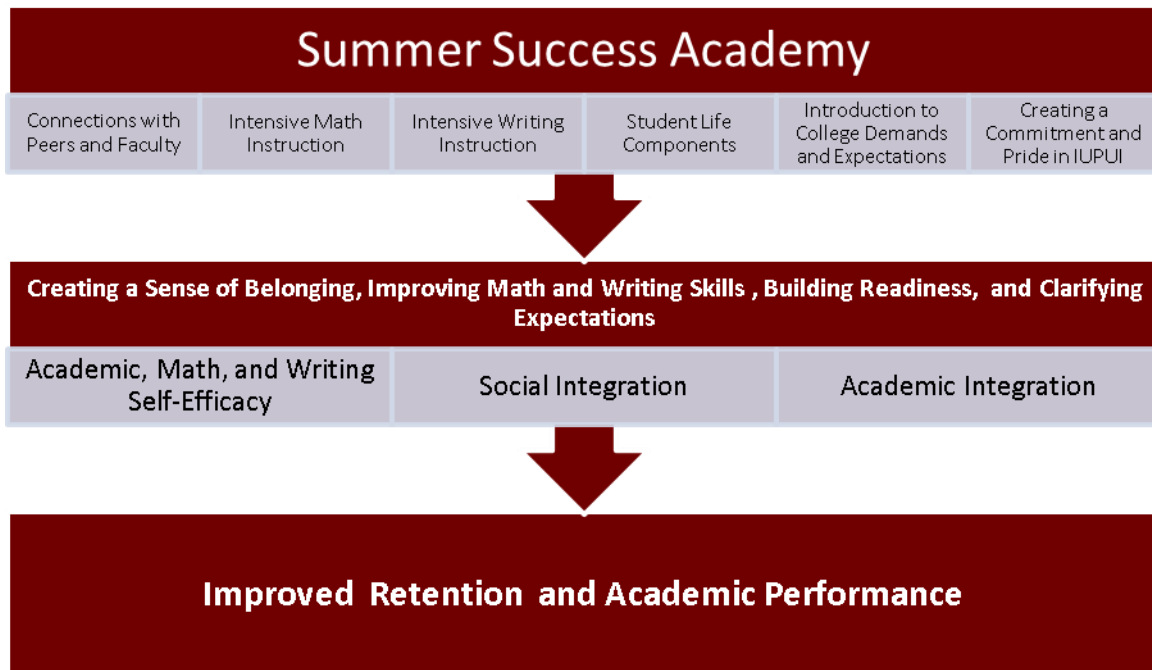 Summer Success Academy
Connections with
Peers and Faculty
Intensive Math
Instruction
Intensive Writing
Instruction
Student Life
Components
Introduction to
College Demands
and Expectations
Creating a
Commitment and
Pride in IUPUI
Creating a Sense of Belonging, Improving Math and Writing Skills , Building Readiness, and Clarifying
Expectations
Academic, Math, and Writing
Self-Efficacy
Social Integration
Academic Integration
Improved Retention and Academic Performance